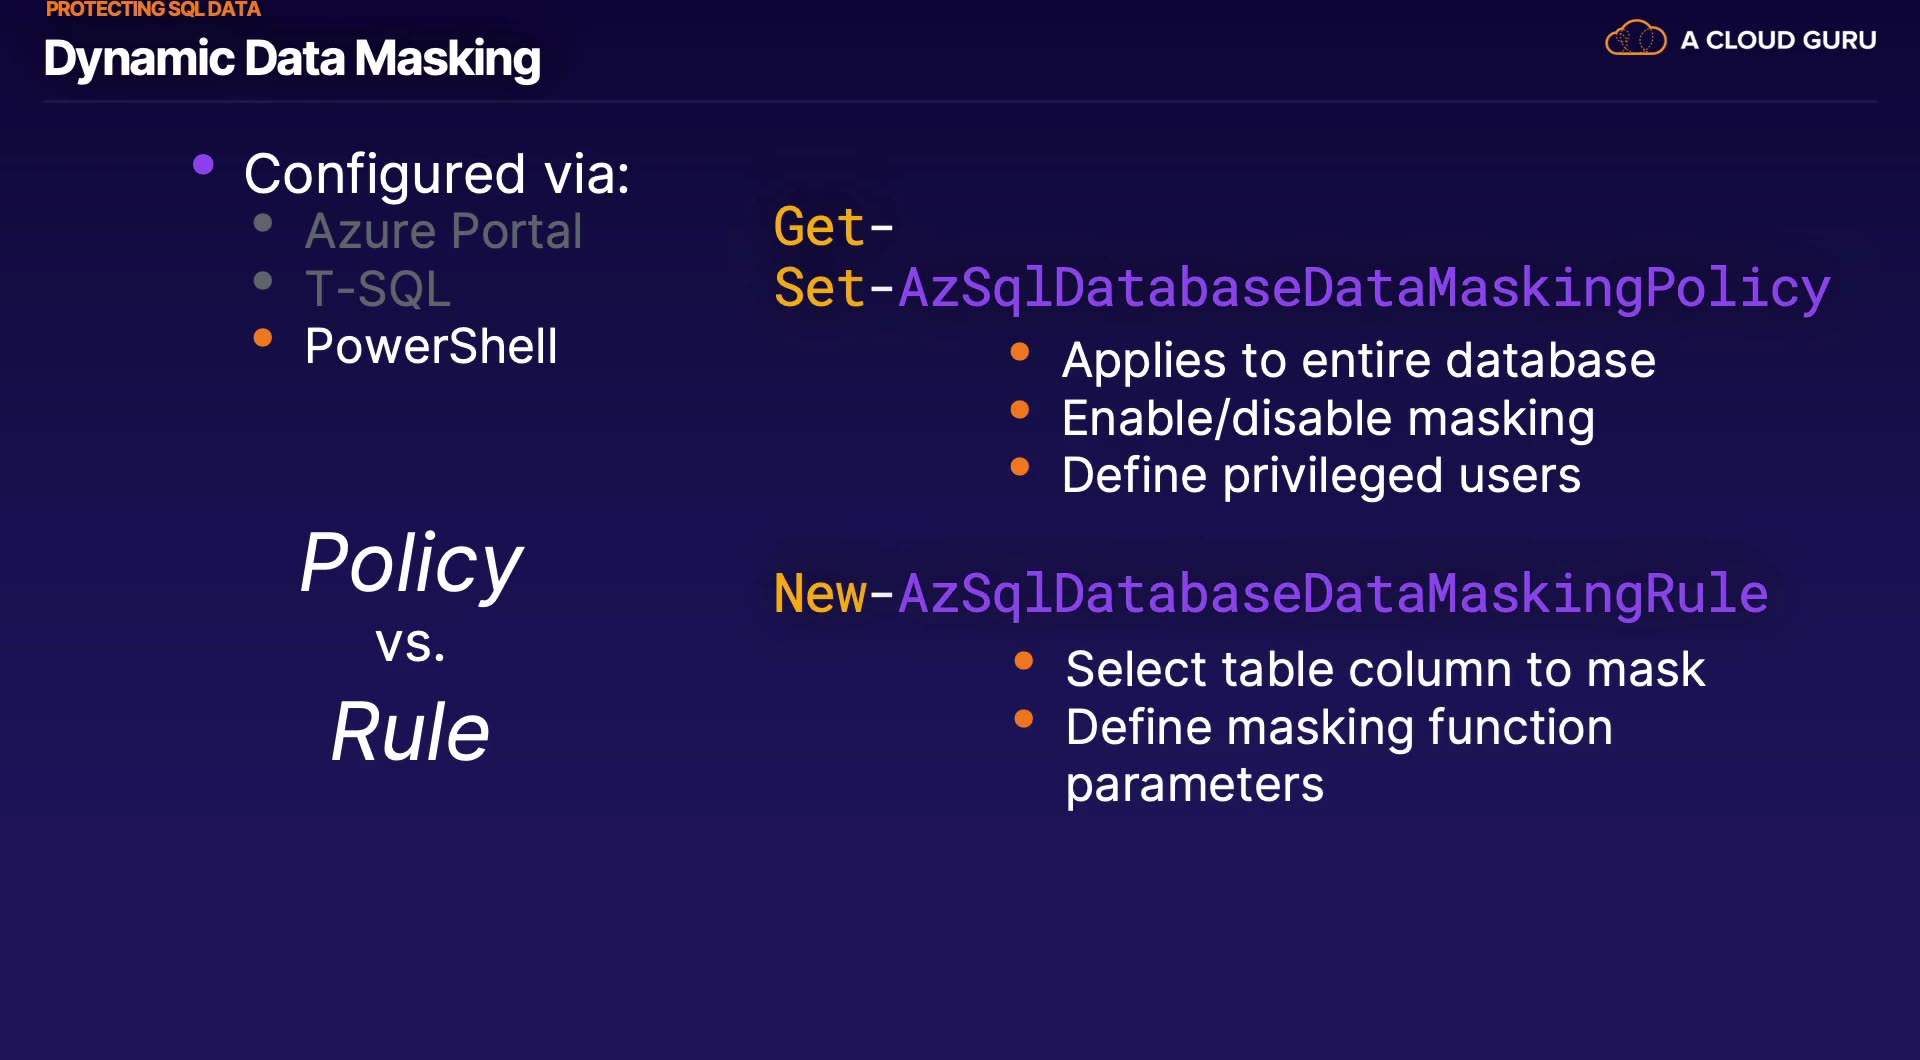 PROTECTING SQL DATA
Dynamic Data Masking
A CLOUD GURU
Configured via:
Azure Portal
T-SQL
PowerShell
Policy
vs.
Rule
Get-
Set-AzSqlDatabaseDataMaskingPolicy
Applies to entire database
Enable/disable masking
Define privileged users
New-AzSqlDatabaseDataMaskingRule
Select table column to mask
Define masking function
parameters